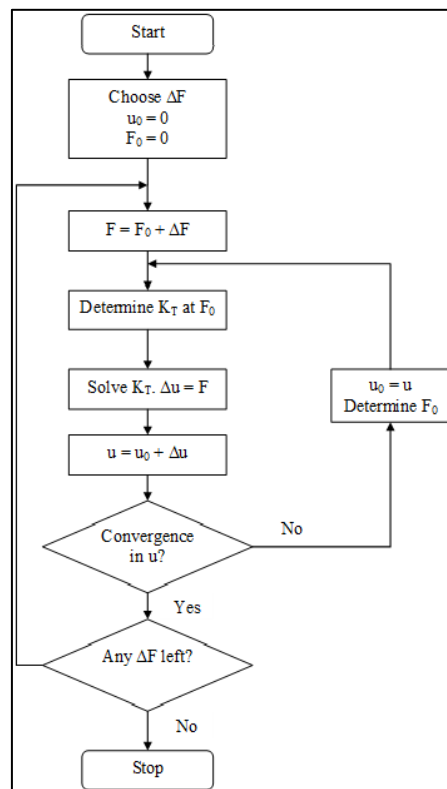 Start
Choose ΔF
u₀ = 0
F₀ = 0
F = F₀ + ΔF
Determine K_T at F₀
Solve K_T. Δu = F
u₀ = u
Determine F₀
u = u₀ + Δu
Convergence
in u?
No
Yes
Any ΔF left?
No
Stop